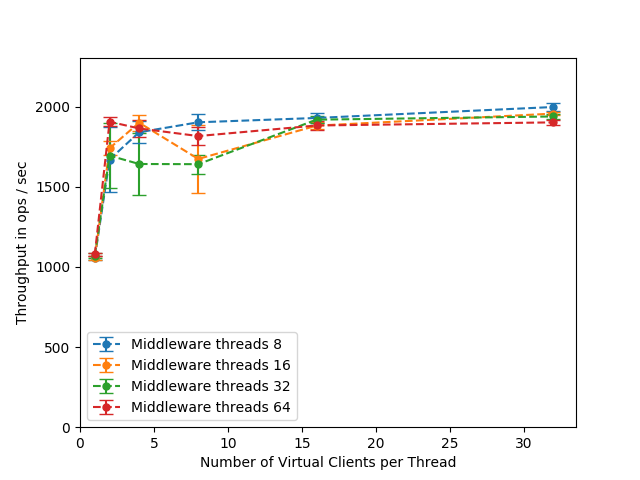 2000
1500
1000
500
0
Throughput in ops / sec
Middleware threads 8
Middleware threads 16
Middleware threads 32
Middleware threads 64
0 5 10 15 20 25 30
Number of Virtual Clients per Thread